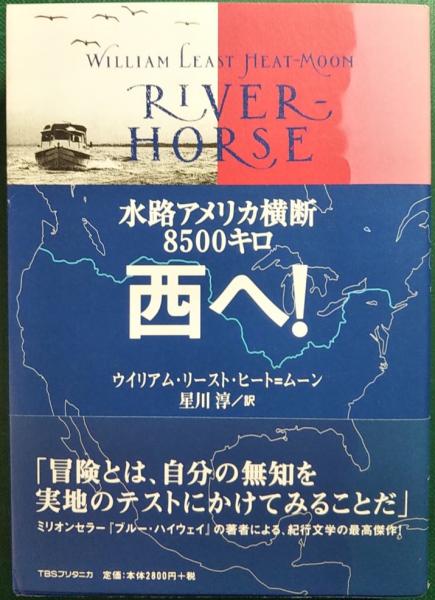 WILLIAM LEAST HEAT-MOON
RIVER-
HORSE
水路アメリカ横断
8500キロ
西へ!
ウイリアム・リースト・ヒート=ムーン
星川 淳/訳
「冒険とは、自分の無知を
実地のテストにかけてみることだ」
ミリオンセラー『ブルー・ハイウェイ』の著者による、紀行文学の最高傑作!
TBSブリタニカ 定価:本体2800円+税